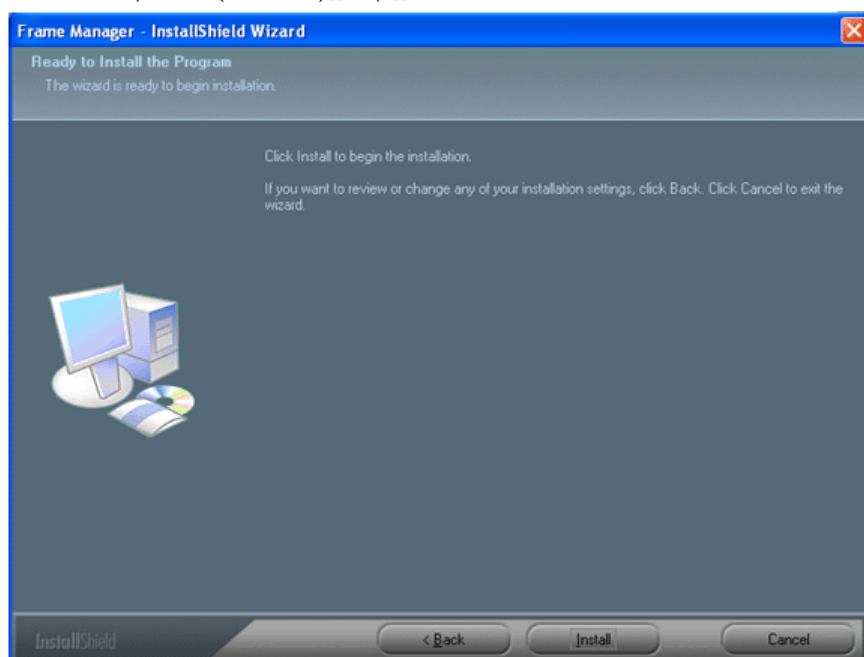 Frame Manager - InstallShield Wizard
Ready to Install the Program
The wizard is ready to begin installation.
Click Install to begin the installation.
If you want to review or change any of your installation settings, click Back. Click Cancel to exit the
wizard.
InstallShield
< Back
Install
Cancel